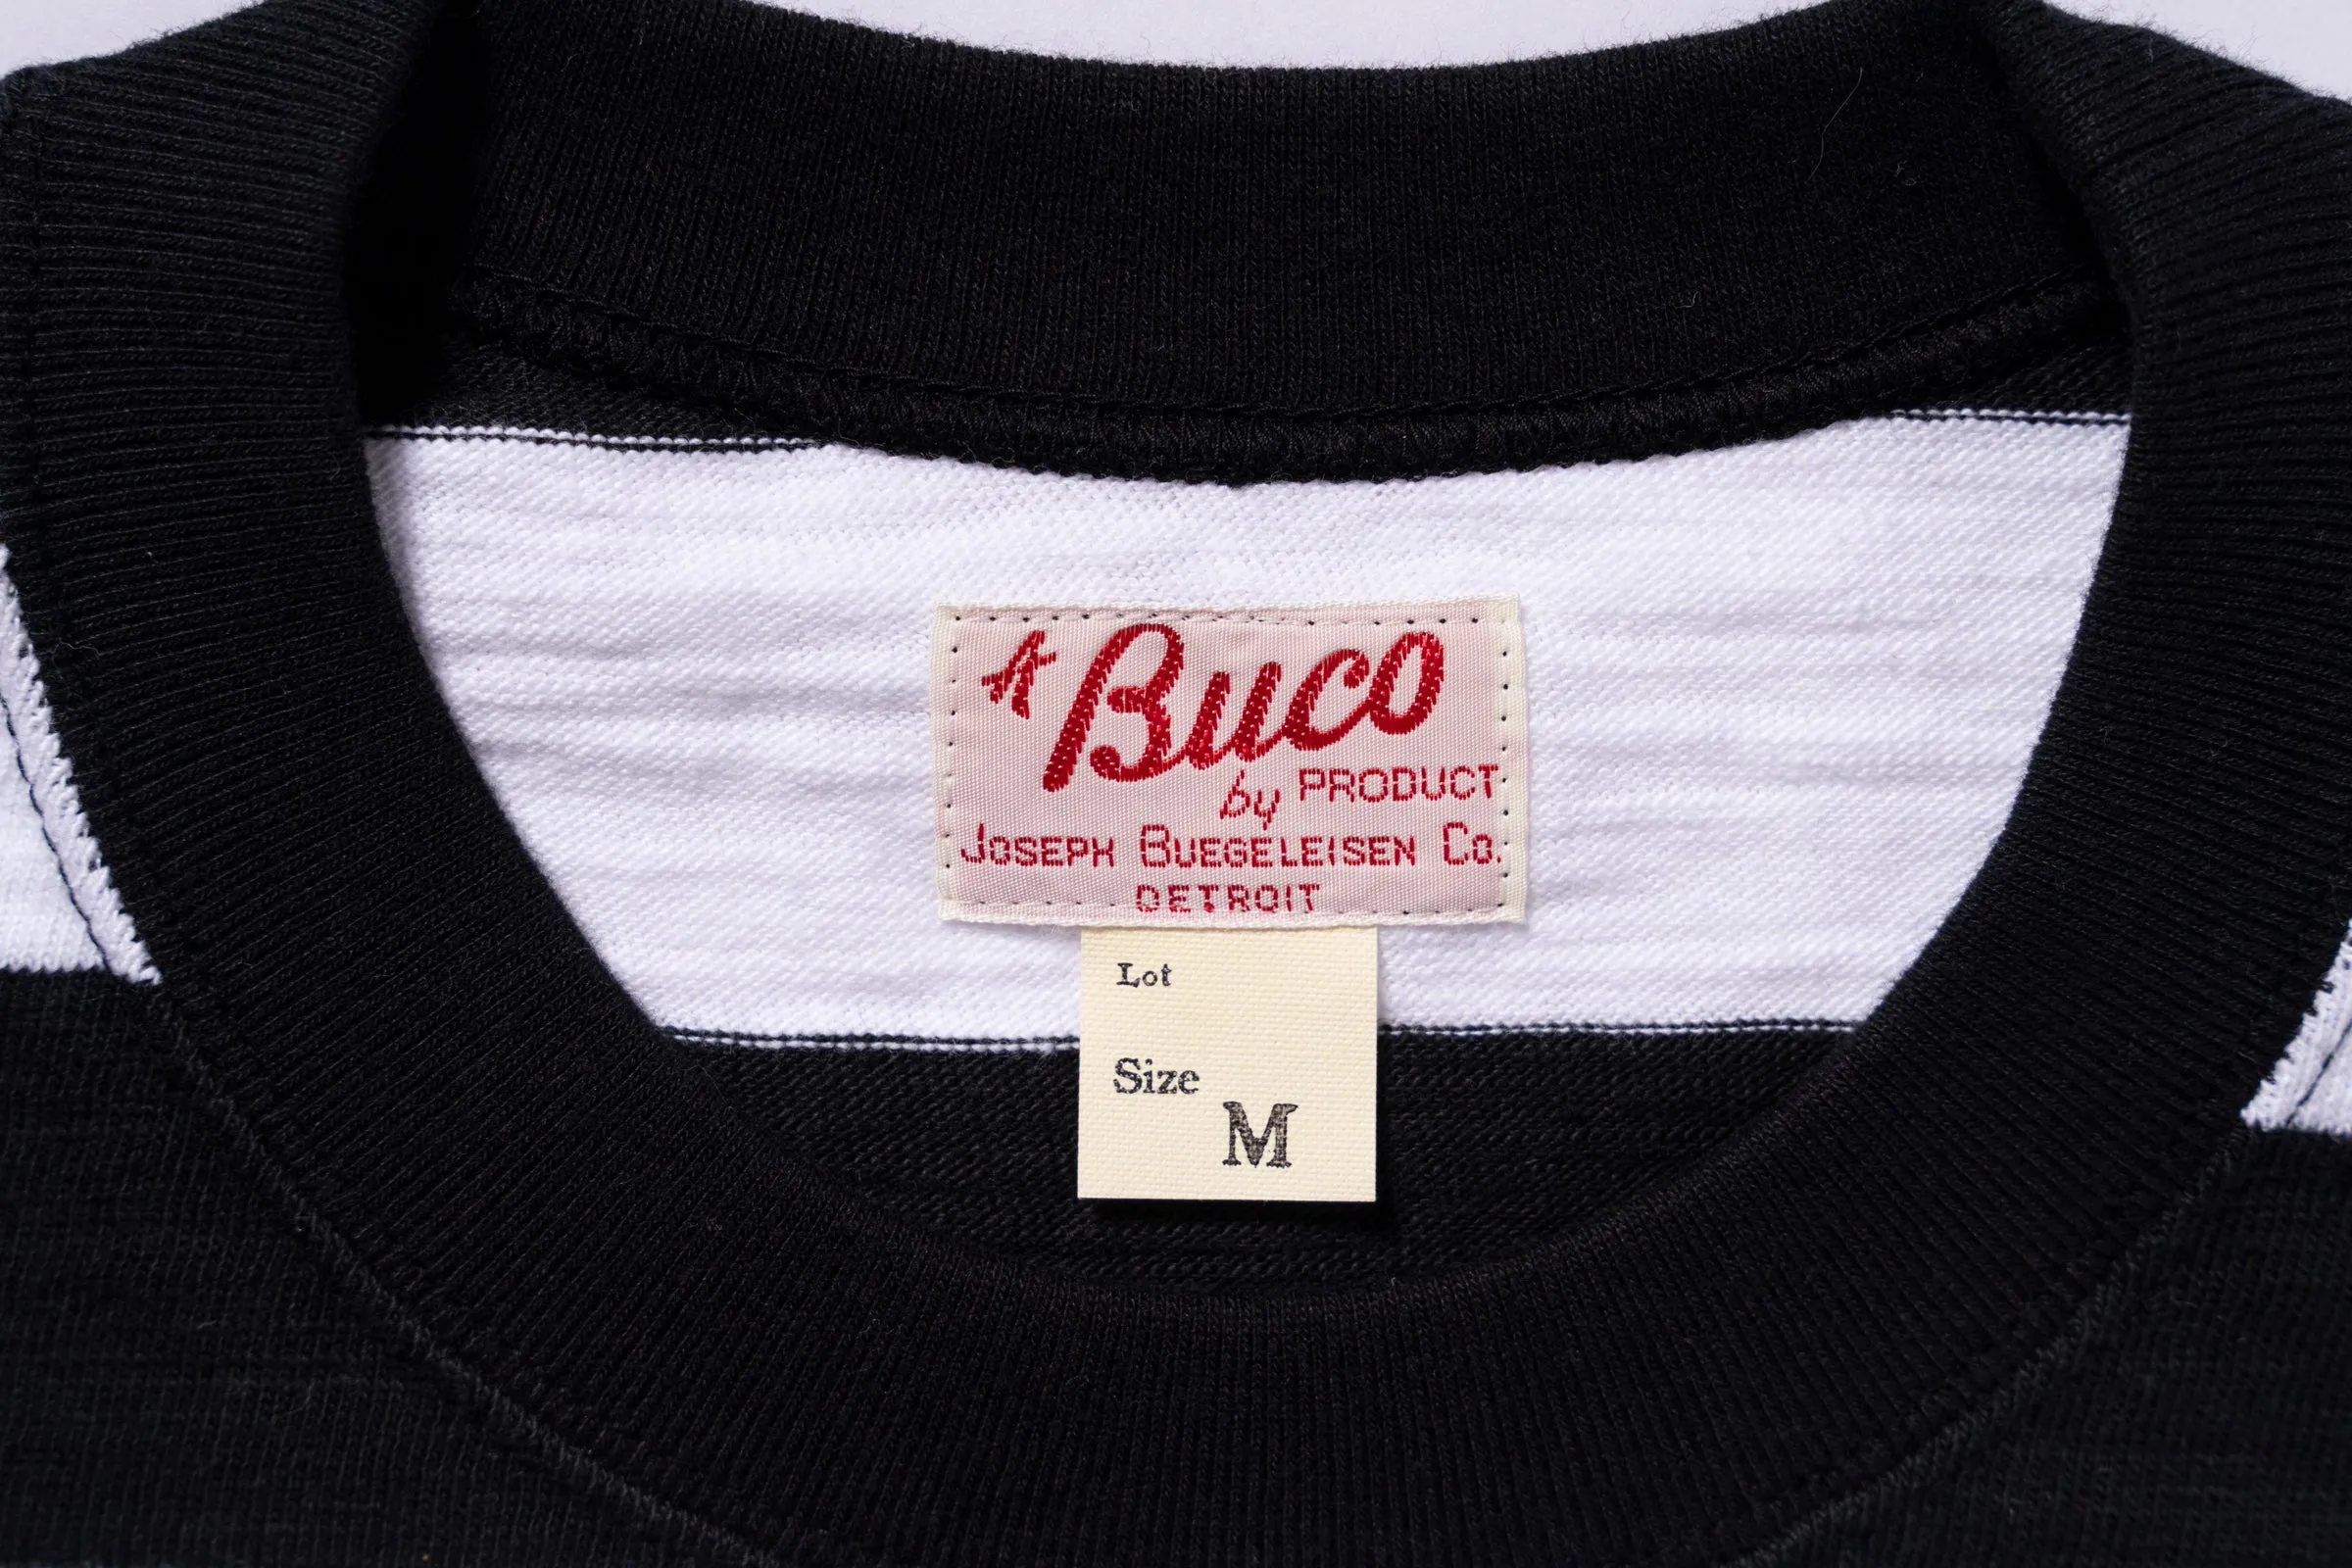 A Buco
by PRODUCT
JOSEPH BUEGELEISEN CO.
DETROIT
Lot
Size
M